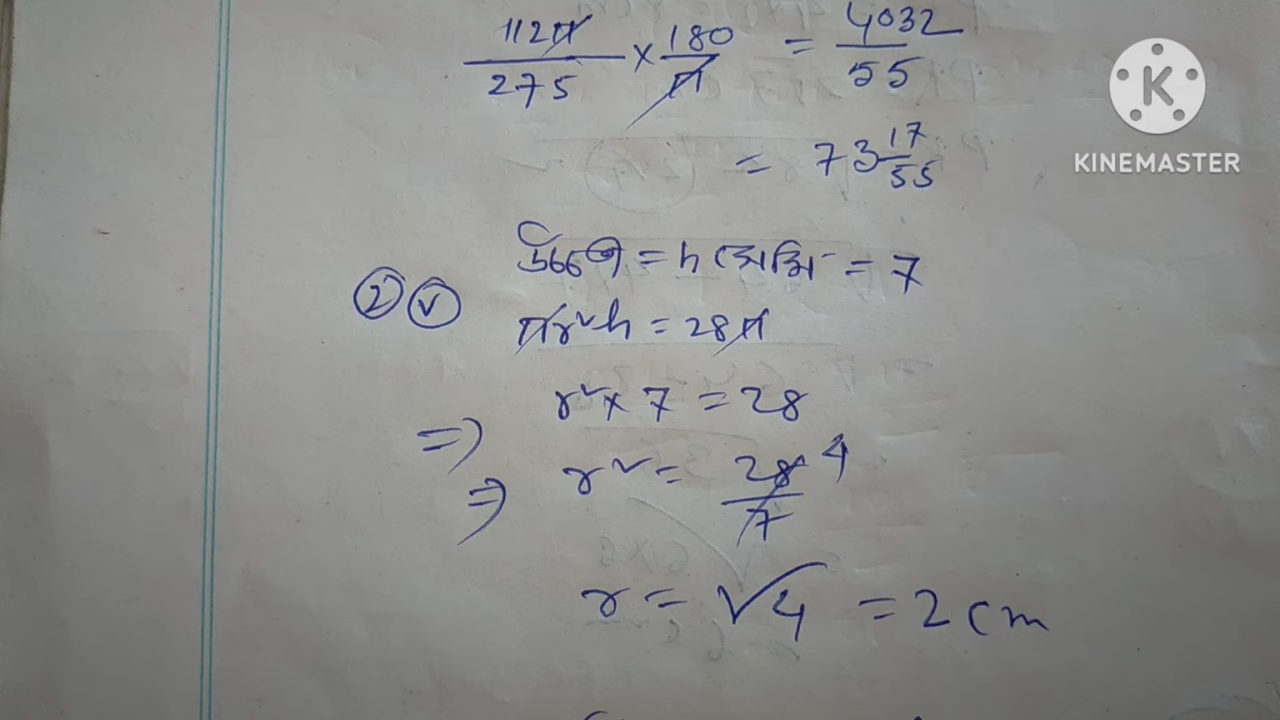 112π/275 × 180/π = 4032/55
= 73 17/55
KINEMASTER
উচ্চতা = h সেমি = 7
2 v πr²h = 28π
r² × 7 = 28
⇒ r² = 28/7 4
⇒
r = √4 = 2 cm